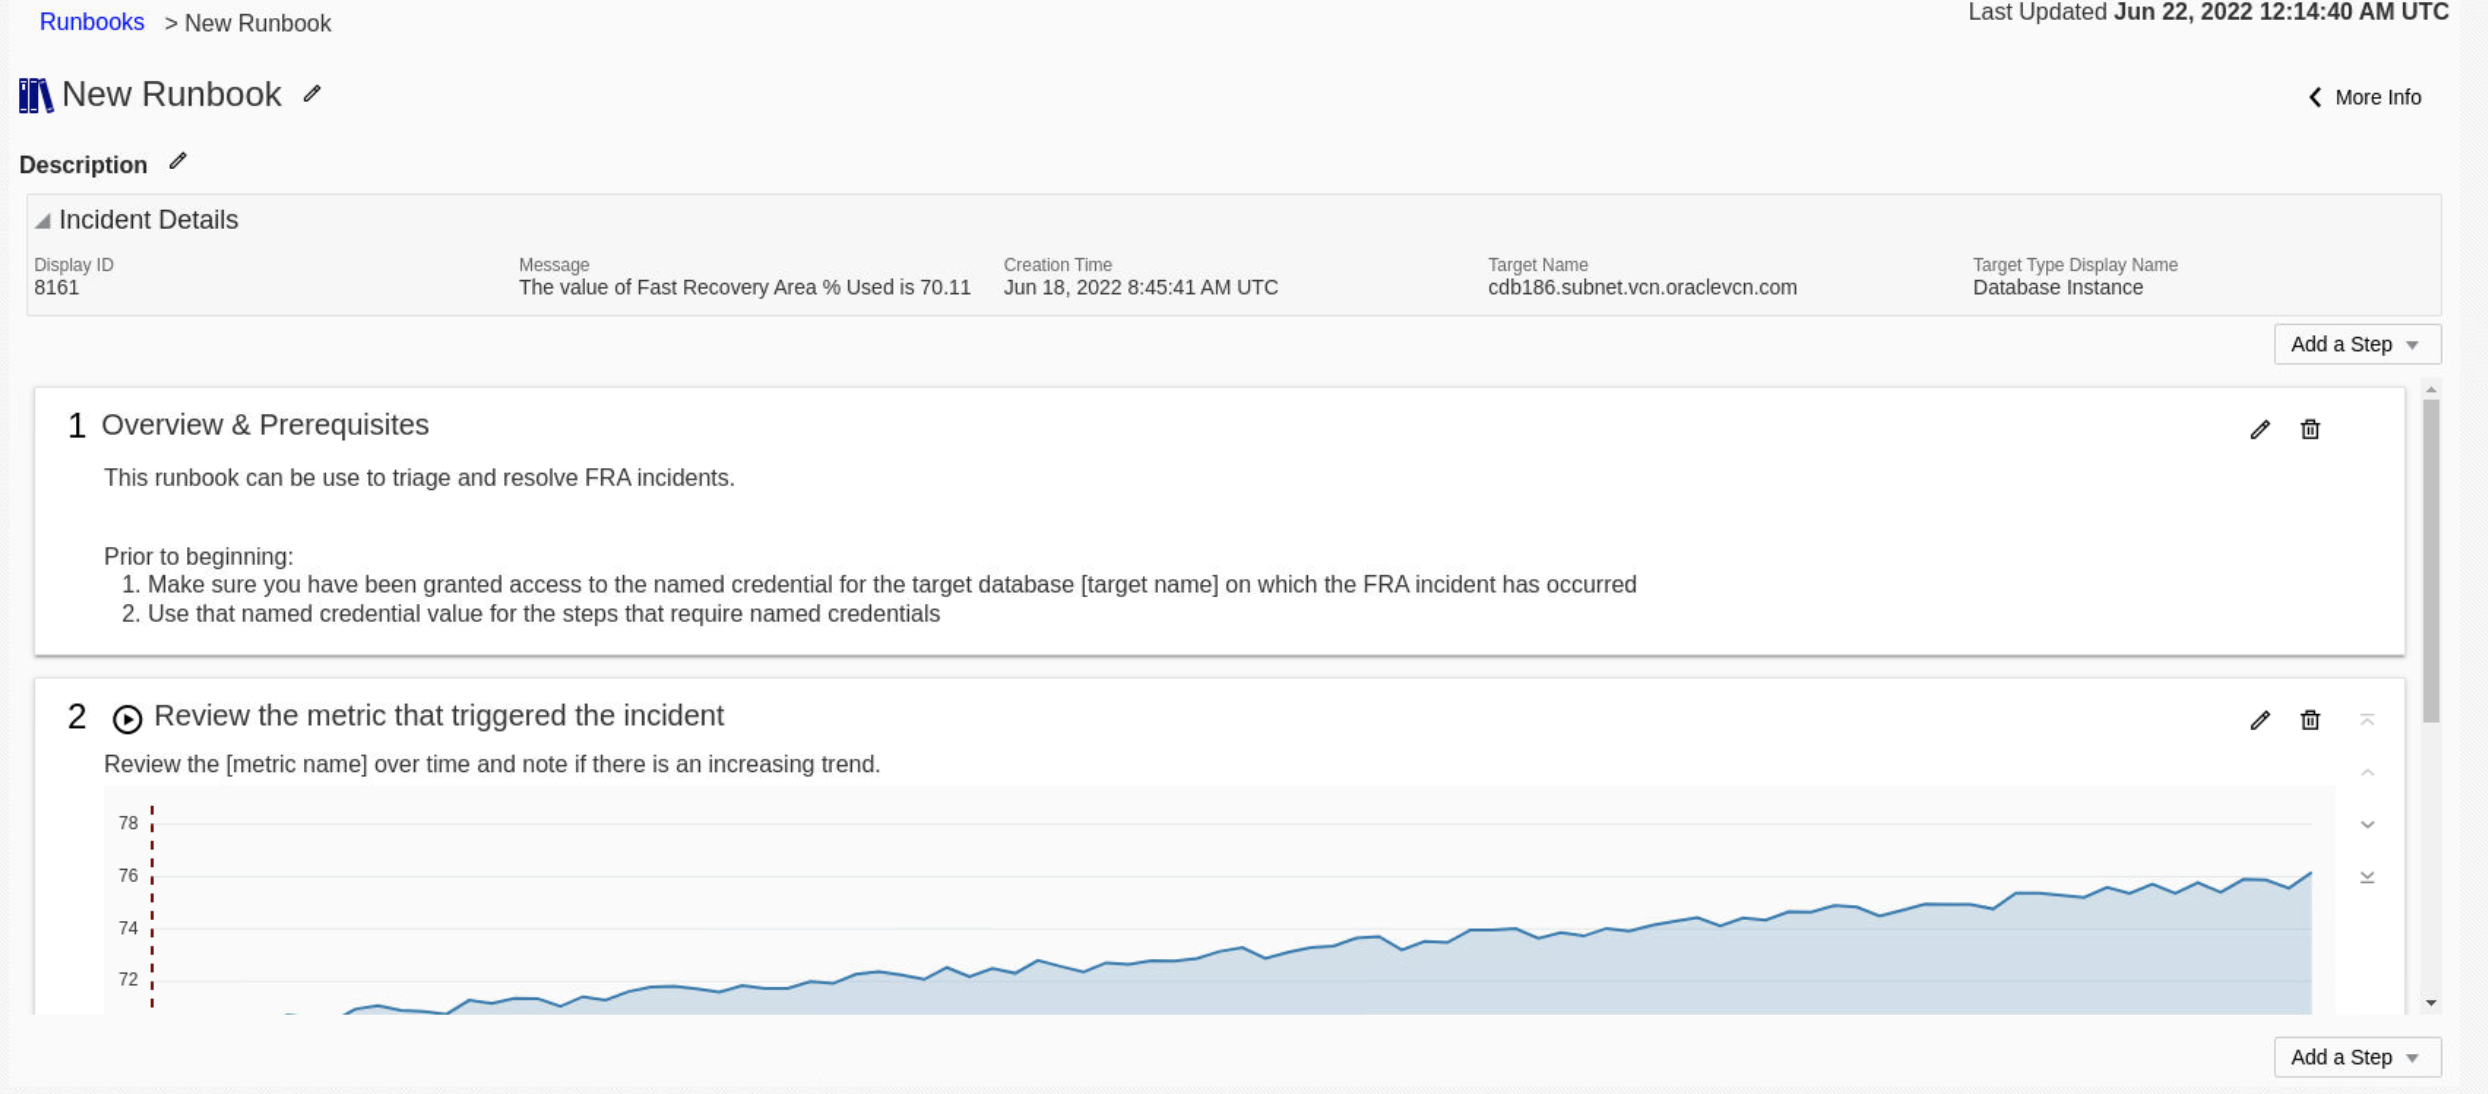 Runbooks > New Runbook
Last Updated Jun 22, 2022 12:14:40 AM UTC
New Runbook
More Info
Description
Incident Details
Display ID
8161
Message
The value of Fast Recovery Area % Used is 70.11
Creation Time
Jun 18, 2022 8:45:41 AM UTC
Target Name
cdb186.subnet.vcn.oraclevcn.com
Target Type Display Name
Database Instance
Add a Step
1 Overview & Prerequisites
This runbook can be use to triage and resolve FRA incidents.
Prior to beginning:
1. Make sure you have been granted access to the named credential for the target database [target name] on which the FRA incident has occurred
2. Use that named credential value for the steps that require named credentials
2 Review the metric that triggered the incident
Review the [metric name] over time and note if there is an increasing trend.
78
76
74
72
Add a Step